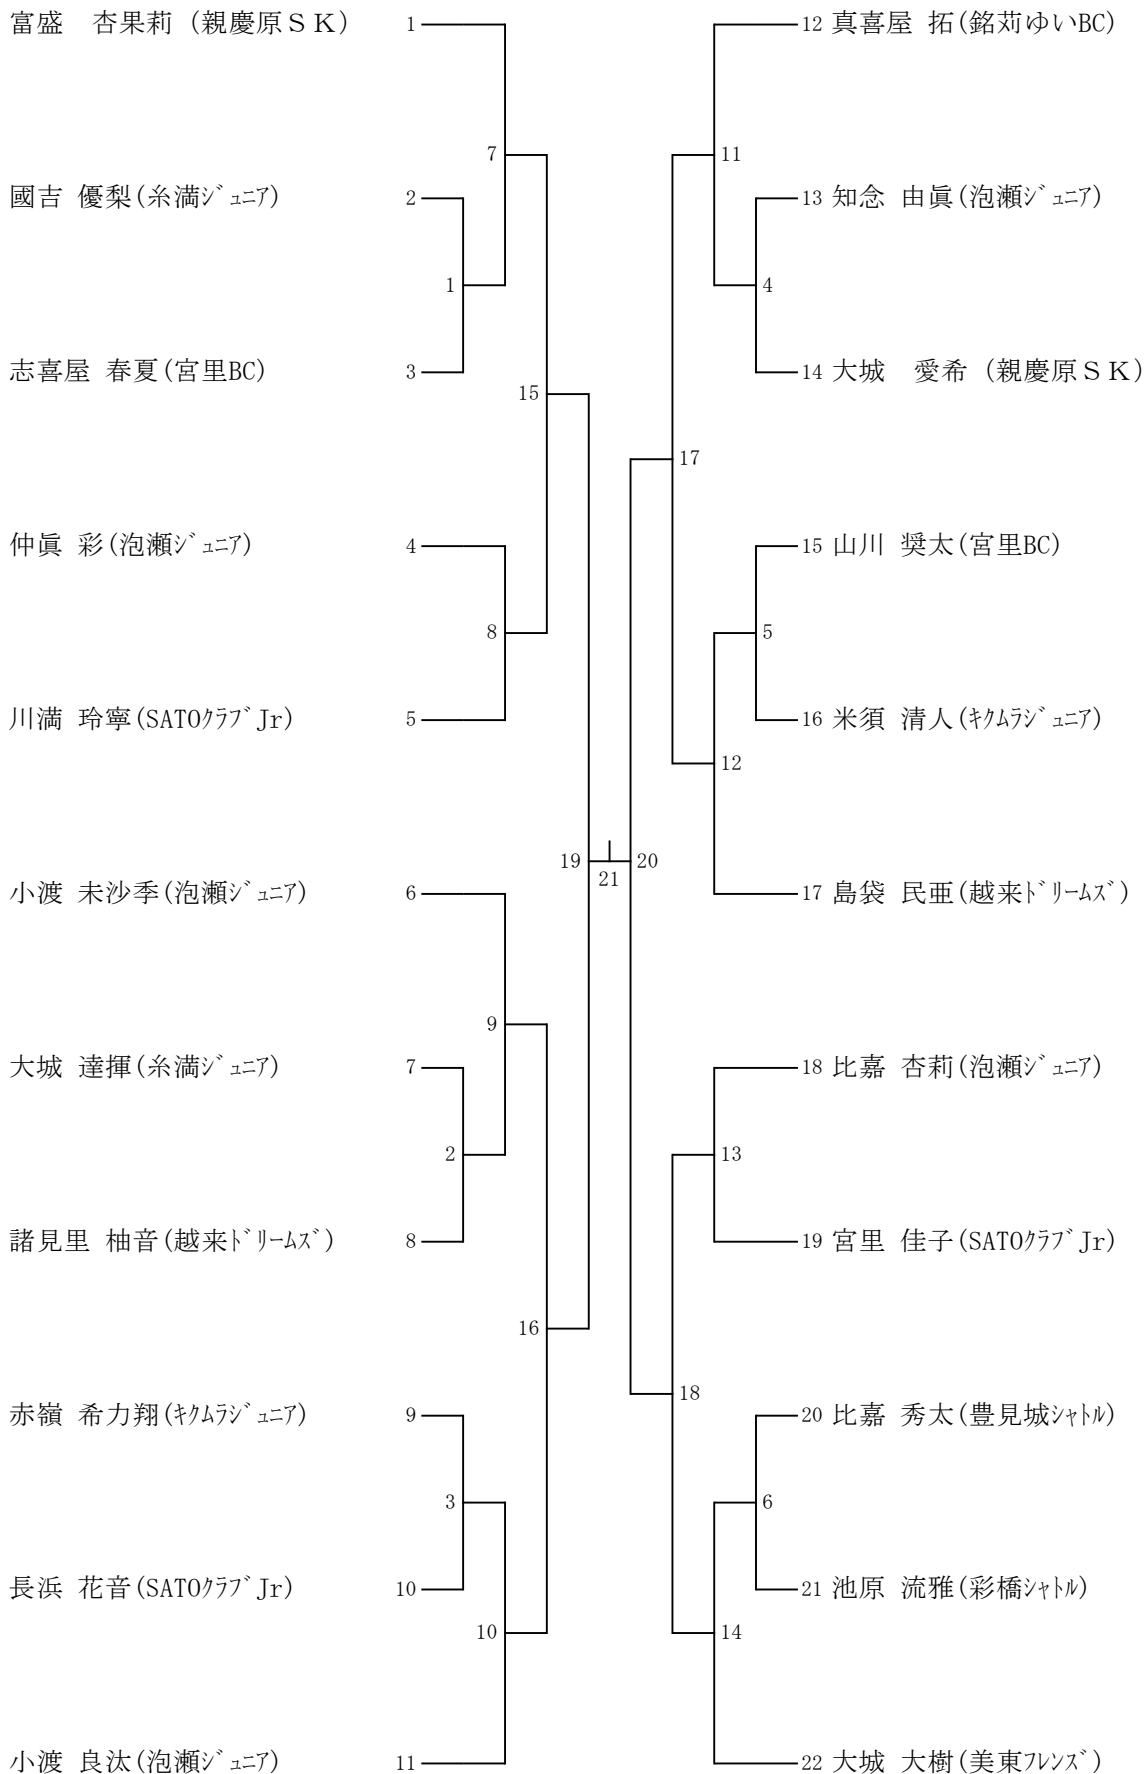 富盛　杏果莉 (親慶原ＳＫ) 1
國吉 優梨(糸満ｼﾞｭﾆｱ) 2
志喜屋 春夏(宮里BC) 3
仲眞 彩(泡瀬ｼﾞｭﾆｱ) 4
川満 玲寧(SATOｸﾗﾌﾞJr) 5
小渡 未沙季(泡瀬ｼﾞｭﾆｱ) 6
大城 達揮(糸満ｼﾞｭﾆｱ) 7
諸見里 柚音(越来ﾄﾞﾘｰﾑｽﾞ) 8
赤嶺 希力翔(ｷｸﾑﾗｼﾞｭﾆｱ) 9
長浜 花音(SATOｸﾗﾌﾞJr) 10
小渡 良汰(泡瀬ｼﾞｭﾆｱ) 11
1
2
3
7
8
9
10
15
16
19
21
20
17
18
11
12
13
14
4
5
6
12 真喜屋 拓(銘苅ゆいBC)
13 知念 由眞(泡瀬ｼﾞｭﾆｱ)
14 大城　愛希 (親慶原ＳＫ)
15 山川 奨太(宮里BC)
16 米須 清人(ｷｸﾑﾗｼﾞｭﾆｱ)
17 島袋 民亜(越来ﾄﾞﾘｰﾑｽﾞ)
18 比嘉 杏莉(泡瀬ｼﾞｭﾆｱ)
19 宮里 佳子(SATOｸﾗﾌﾞJr)
20 比嘉 秀太(豊見城ｼｬﾄﾙ)
21 池原 流雅(彩橋ｼｬﾄﾙ)
22 大城 大樹(美東ﾌﾚﾝｽﾞ)